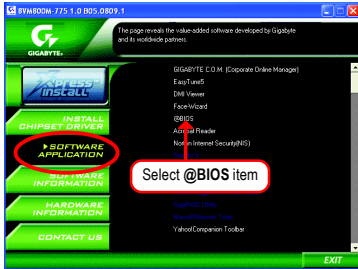 8VM800M-775 1.0 B05.0809.1
The page reveals the value-added software developed by Gigabyte
and its worldwide partners.
GIGABYTE
Xpress
Install
INSTALL
CHIPSET DRIVER
SOFTWARE
APPLICATION
SOFTWARE
INFORMATION
HARDWARE
INFORMATION
CONTACT US
GIGABYTE C.O.M. (Corporate Online Manager)
EasyTune5
DMI Viewer
Face-Wizard
@BIOS
Acrobat Reader
Norton Internet Security(NIS)
Select @BIOS item
Yahoo!Companion Toolbar
EXIT